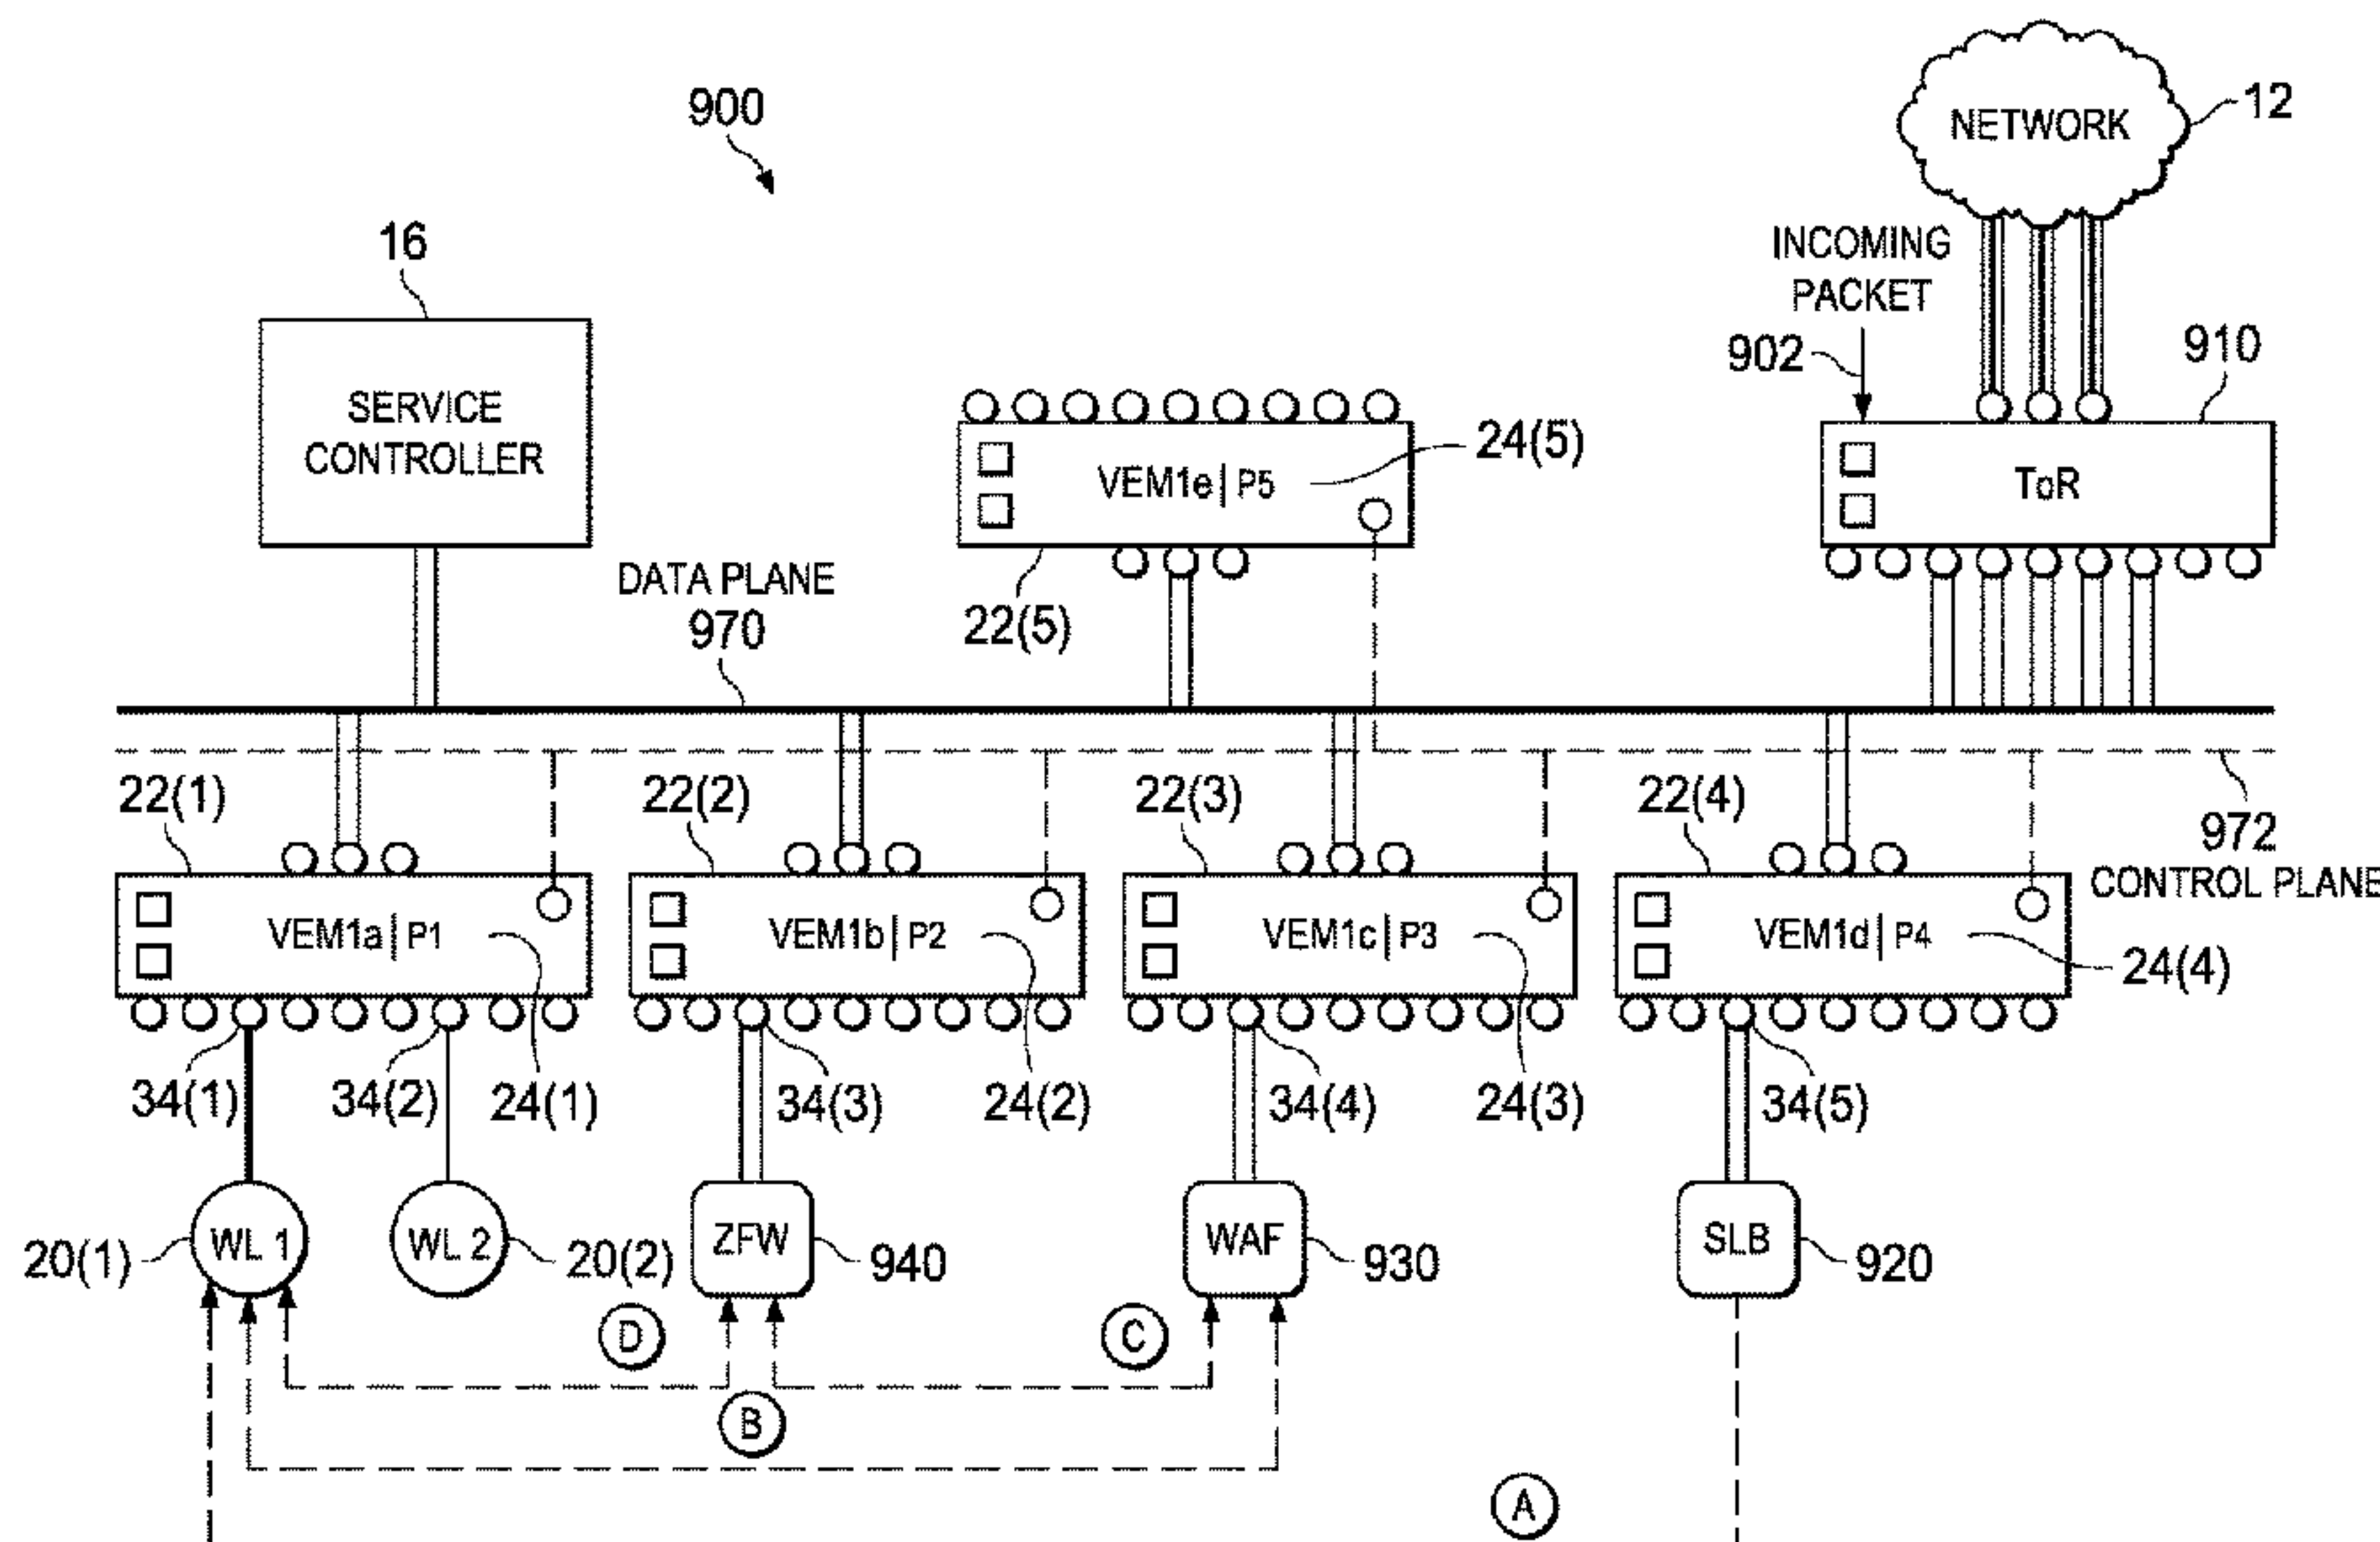 900
NETWORK
12
16
INCOMING
PACKET
902
910
SERVICE
CONTROLLER
VEM1e|P5
24(5)
ToR
DATA PLANE
970
22(5)
22(1)
22(2)
22(3)
22(4)
972
CONTROL PLANE
VEM1a|P1
VEM1b|P2
VEM1c|P3
VEM1d|P4
24(4)
34(1)
34(2)
24(1)
34(3)
24(2)
34(4)
24(3)
34(5)
WL 1
WL 2
ZFW
WAF
SLB
20(1)
20(2)
940
930
920
D
C
B
A